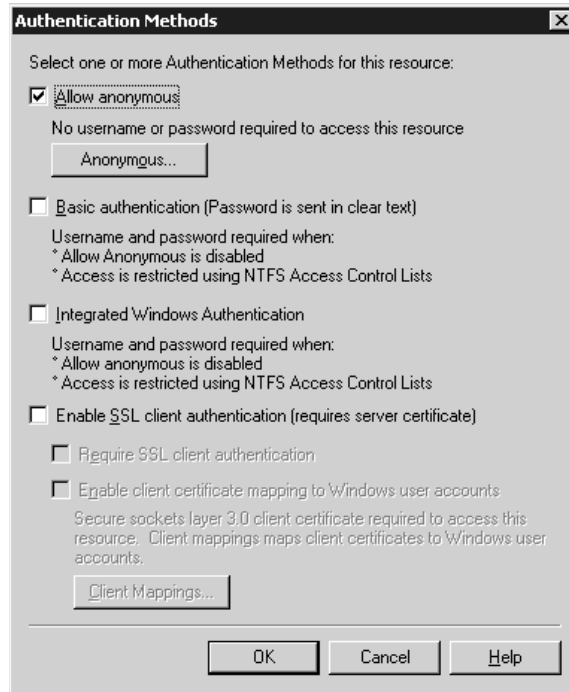 Authentication Methods
Select one or more Authentication Methods for this resource:
Allow anonymous
No username or password required to access this resource
Anonymous...
Basic authentication (Password is sent in clear text)
Username and password required when:
* Allow Anonymous is disabled
* Access is restricted using NTFS Access Control Lists
Integrated Windows Authentication
Username and password required when:
* Allow anonymous is disabled
* Access is restricted using NTFS Access Control Lists
Enable SSL client authentication (requires server certificate)
Require SSL client authentication
Enable client certificate mapping to Windows user accounts
Secure sockets layer 3.0 client certificate required to access this
resource. Client mappings maps client certificates to Windows user
accounts.
Client Mappings...
OK Cancel Help